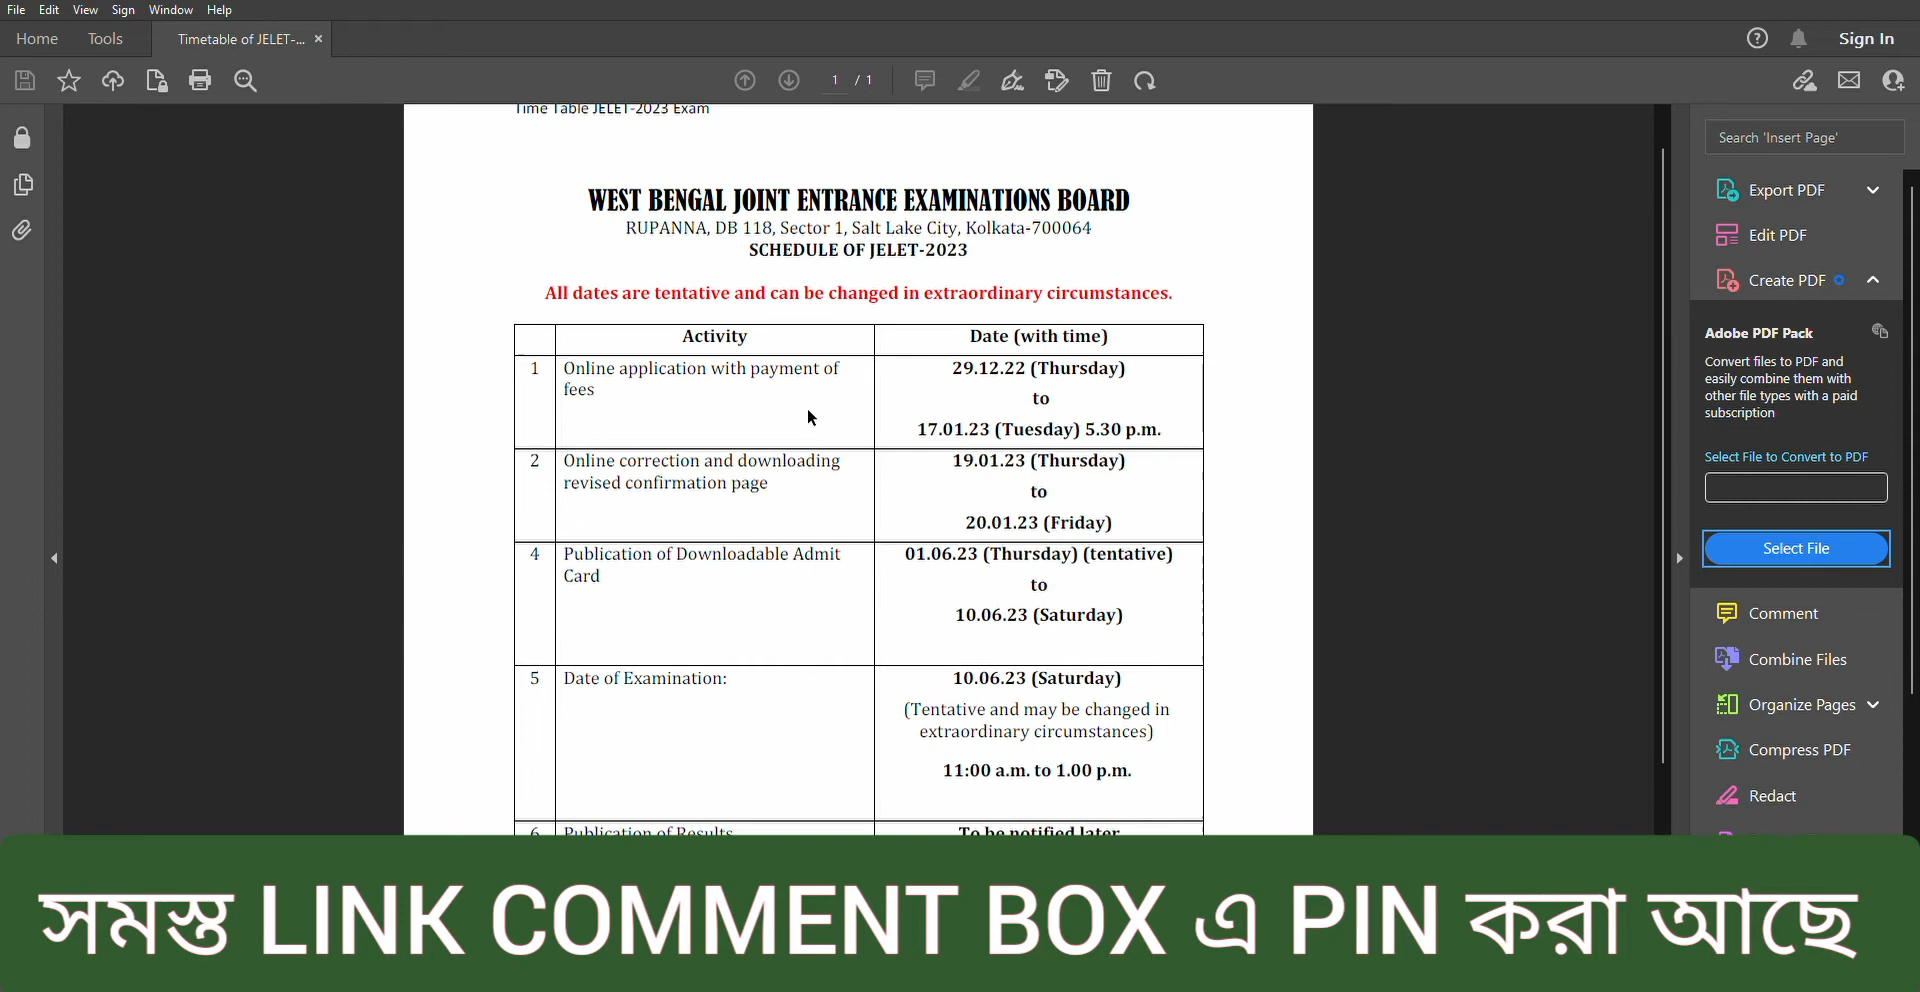 File Edit View Sign Window Help
Home Tools Timetable of JELET-... × Sign In
1 / 1
Time Table JELET-2023 Exam
WEST BENGAL JOINT ENTRANCE EXAMINATIONS BOARD
RUPANNA, DB 118, Sector 1, Salt Lake City, Kolkata-700064
SCHEDULE OF JELET-2023
All dates are tentative and can be changed in extraordinary circumstances.
Activity Date (with time)
1 Online application with payment of fees 29.12.22 (Thursday)
to
17.01.23 (Tuesday) 5.30 p.m.
2 Online correction and downloading revised confirmation page 19.01.23 (Thursday)
to
20.01.23 (Friday)
4 Publication of Downloadable Admit Card 01.06.23 (Thursday) (tentative)
to
10.06.23 (Saturday)
5 Date of Examination: 10.06.23 (Saturday)
(Tentative and may be changed in
extraordinary circumstances)
11:00 a.m. to 1.00 p.m.
6 Publication of Results To be notified later
Search 'Insert Page'
Export PDF
Edit PDF
Create PDF
Adobe PDF Pack
Convert files to PDF and
easily combine them with
other file types with a paid
subscription
Select File to Convert to PDF
Select File
Comment
Combine Files
Organize Pages
Compress PDF
Redact
সমস্ত LINK COMMENT BOX এ PIN করা আছে